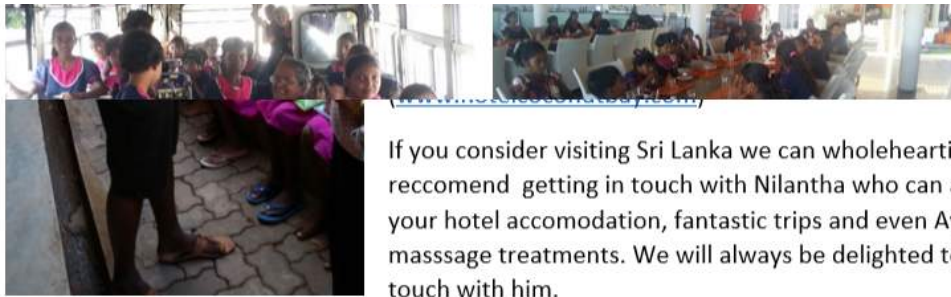 If you consider visiting Sri Lanka we can wholehearti
reccomend getting in touch with Nilantha who can
your hotel accomodation, fantastic trips and even
masssage treatments. We will always be delighted
touch with him.